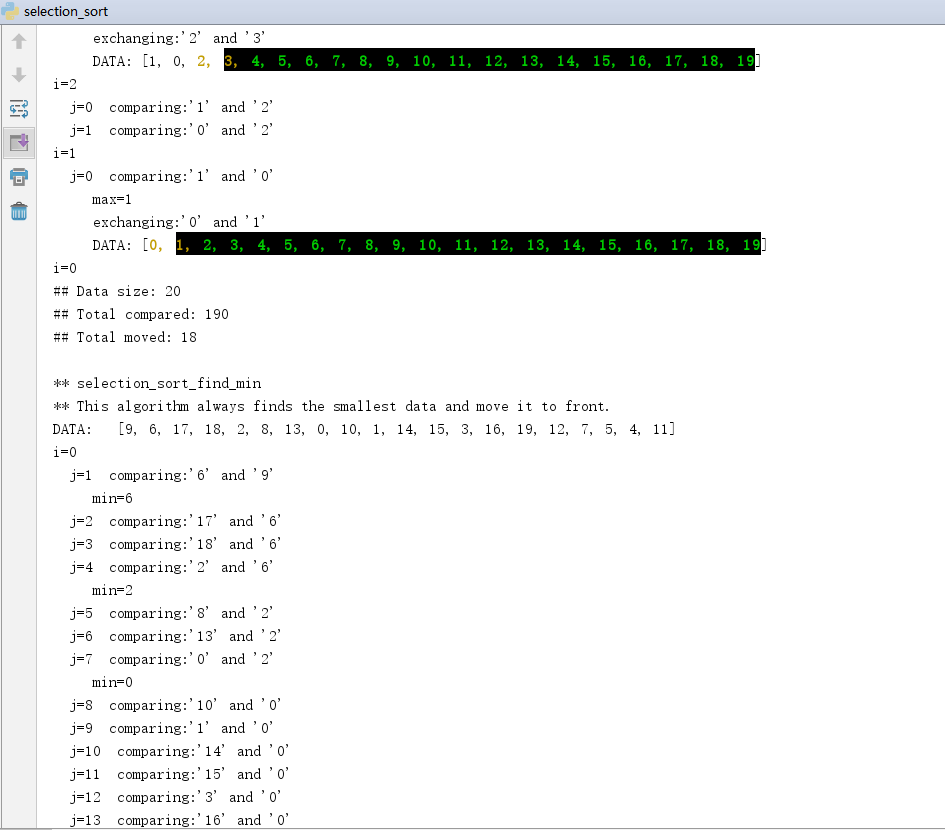 selection_sort
exchanging:'2' and '3'
DATA: [1, 0, 2, 3, 4, 5, 6, 7, 8, 9, 10, 11, 12, 13, 14, 15, 16, 17, 18, 19]
i=2
j=0  comparing:'1' and '2'
j=1  comparing:'0' and '2'
i=1
j=0  comparing:'1' and '0'
max=1
exchanging:'0' and '1'
DATA: [0, 1, 2, 3, 4, 5, 6, 7, 8, 9, 10, 11, 12, 13, 14, 15, 16, 17, 18, 19]
i=0
## Data size: 20
## Total compared: 190
## Total moved: 18
** selection_sort_find_min
** This algorithm always finds the smallest data and move it to front.
DATA:   [9, 6, 17, 18, 2, 8, 13, 0, 10, 1, 14, 15, 3, 16, 19, 12, 7, 5, 4, 11]
i=0
j=1  comparing:'6' and '9'
min=6
j=2  comparing:'17' and '6'
j=3  comparing:'18' and '6'
j=4  comparing:'2' and '6'
min=2
j=5  comparing:'8' and '2'
j=6  comparing:'13' and '2'
j=7  comparing:'0' and '2'
min=0
j=8  comparing:'10' and '0'
j=9  comparing:'1' and '0'
j=10  comparing:'14' and '0'
j=11  comparing:'15' and '0'
j=12  comparing:'3' and '0'
j=13  comparing:'16' and '0'